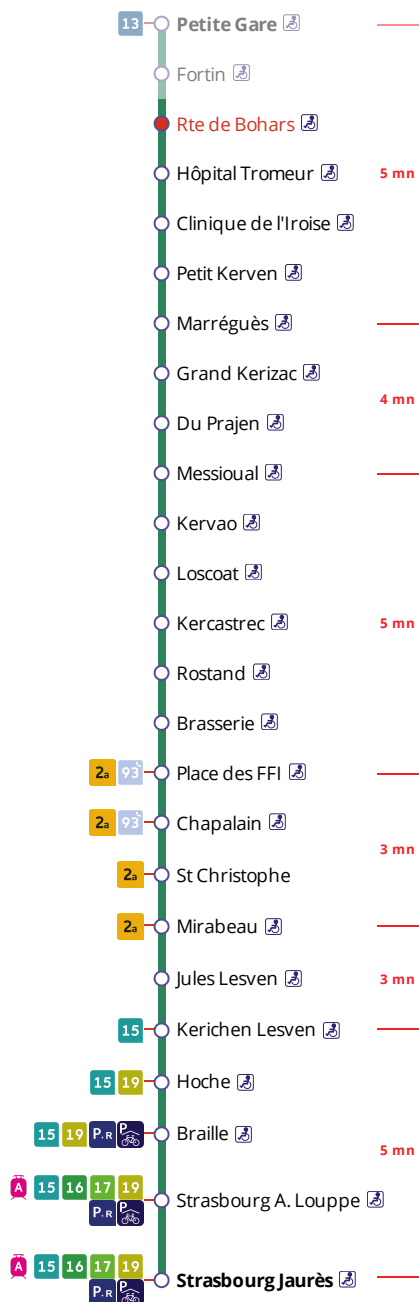 13 Petite Gare
Fortin
Rte de Bohars
Hôpital Tromeur 5 mn
Clinique de l'Iroise
Petit Kerven
Marréguès
Grand Kerizac
4 mn
Du Prajen
Messioual
Kervao
Loscoat
Kercastrec 5 mn
Rostand
Brasserie
2a 93 Place des FFI
2a 93 Chapalain
3 mn
2a St Christophe
2a Mirabeau
Jules Lesven 3 mn
15 Kerichen Lesven
15 19 Hoche
15 19 P+R P Braille
5 mn
A 15 16 17 19
Strasbourg A. Louppe
P+R P
A 15 16 17 19
Strasbourg Jaurès
P+R P